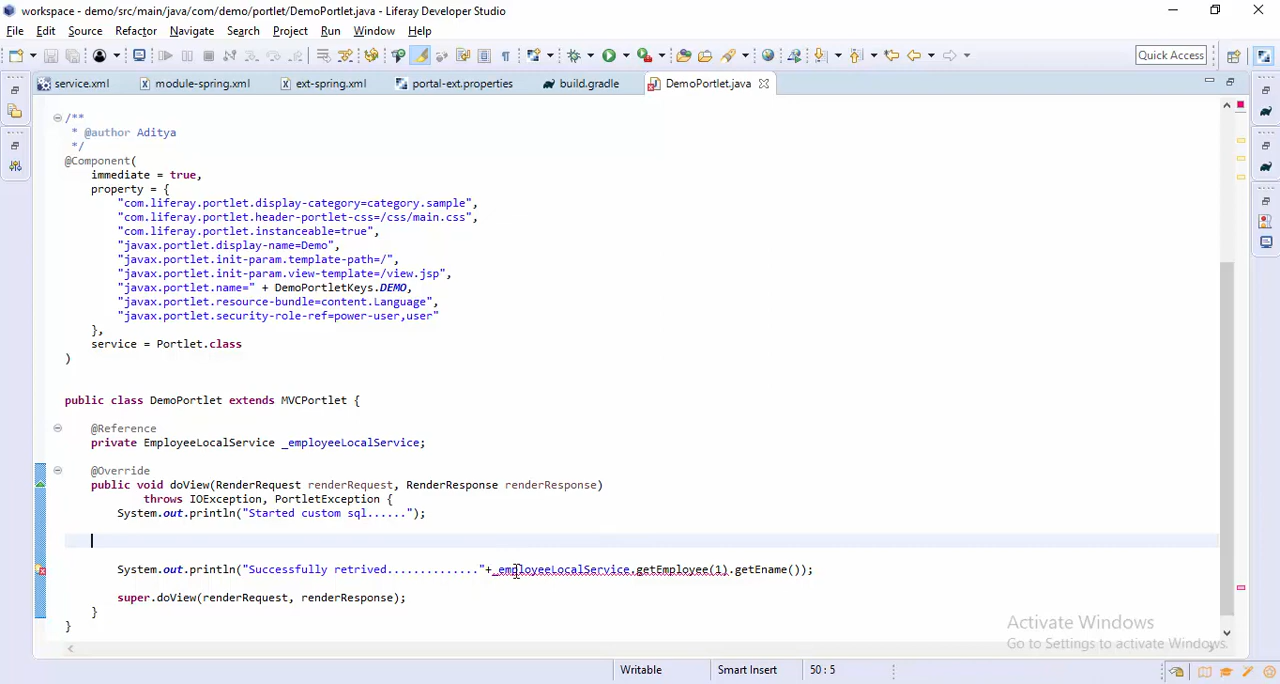 workspace - demo/src/main/java/com/demo/portlet/DemoPortlet.java - Liferay Developer Studio
File Edit Source Refactor Navigate Search Project Run Window Help
Quick Access
service.xml module-spring.xml ext-spring.xml portal-ext.properties build.gradle DemoPortlet.java
/**
* @author Aditya
*/
@Component(
immediate = true,
property = {
"com.liferay.portlet.display-category=category.sample",
"com.liferay.portlet.header-portlet-css=/css/main.css",
"com.liferay.portlet.instanceable=true",
"javax.portlet.display-name=Demo",
"javax.portlet.init-param.template-path=/",
"javax.portlet.init-param.view-template=/view.jsp",
"javax.portlet.name=" + DemoPortletKeys.DEMO,
"javax.portlet.resource-bundle=content.Language",
"javax.portlet.security-role-ref=power-user,user"
},
service = Portlet.class
)
public class DemoPortlet extends MVCPortlet {
@Reference
private EmployeeLocalService _employeeLocalService;
@Override
public void doView(RenderRequest renderRequest, RenderResponse renderResponse)
throws IOException, PortletException {
System.out.println("Started custom sql......");
System.out.println("Successfully retrived.............."+_employeeLocalService.getEmployee(1).getEname());
super.doView(renderRequest, renderResponse);
}
}
Activate Windows
Go to Settings to activate Windows.
Writable Smart Insert 50 : 5